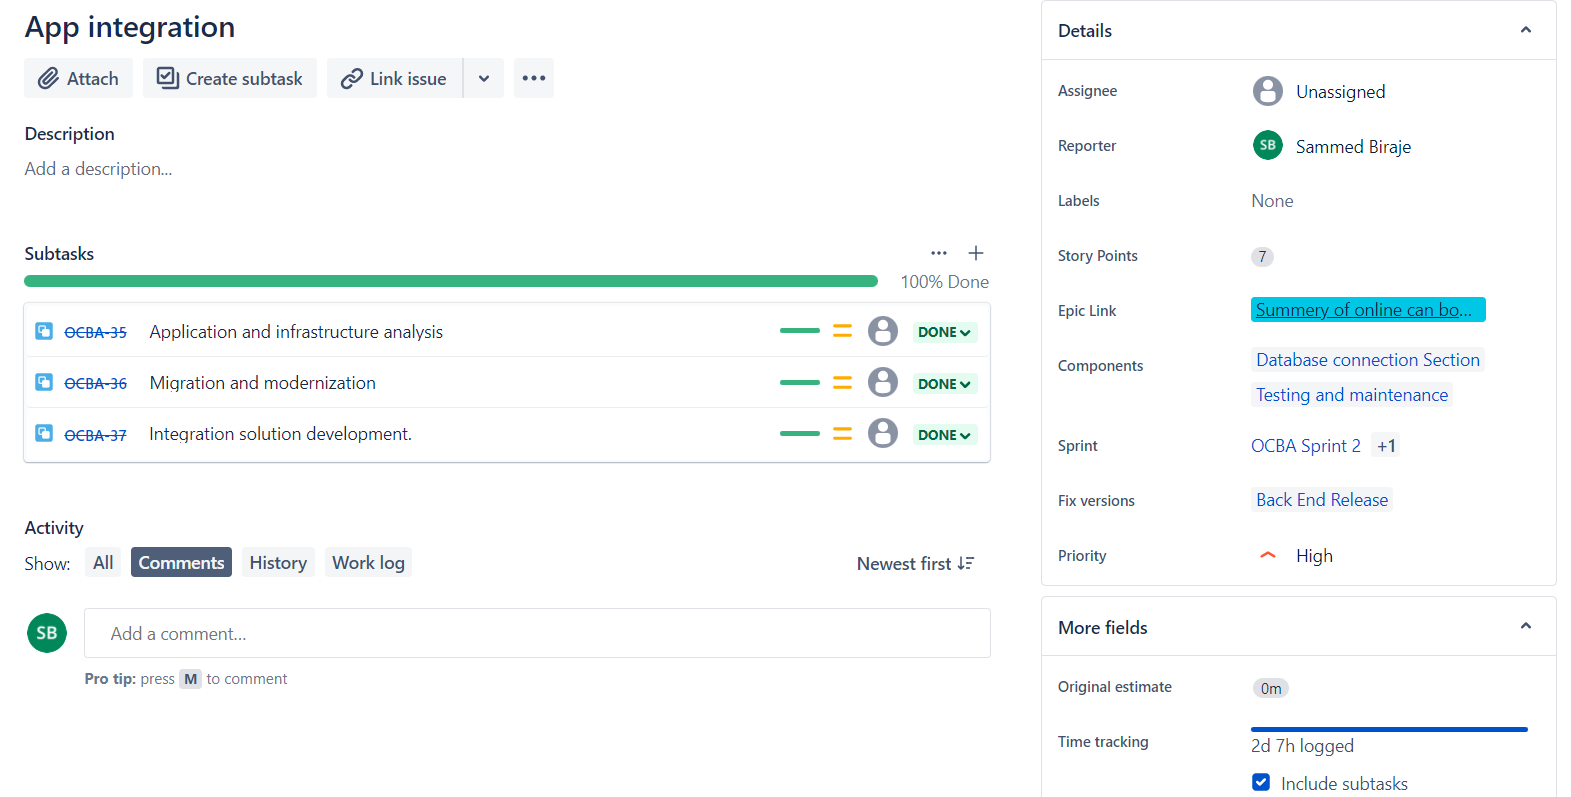 App integration
Attach
Create subtask
Link issue
Description
Add a description...
Subtasks
100% Done
OCBA-35 Application and infrastructure analysis DONE
OCBA-36 Migration and modernization DONE
OCBA-37 Integration solution development. DONE
Activity
Show: All Comments History Work log Newest first
SB Add a comment...
Pro tip: press M to comment
Details
Assignee Unassigned
Reporter SB Sammed Biraje
Labels None
Story Points 7
Epic Link Summery of online can bo...
Components Database connection Section
Testing and maintenance
Sprint OCBA Sprint 2 +1
Fix versions Back End Release
Priority High
More fields
Original estimate 0m
Time tracking
2d 7h logged
Include subtasks